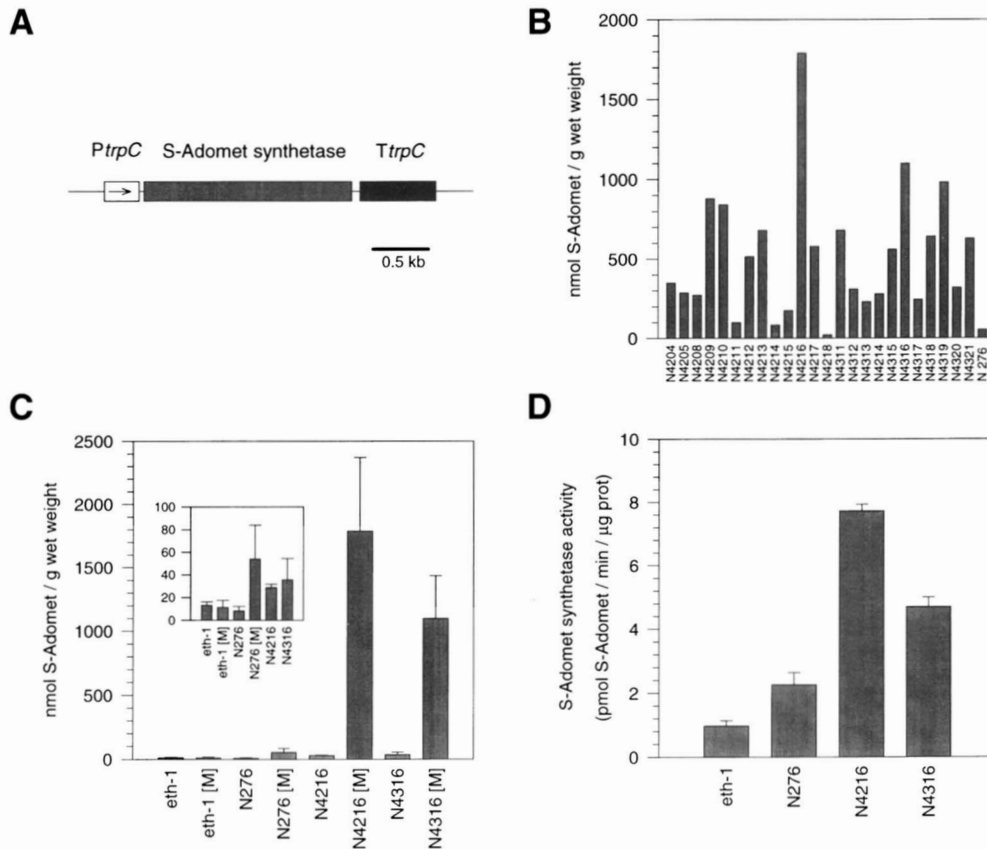 A
PtrpC S-Adomet synthetase TtrpC
0.5 kb
B
nmol S-Adomet / g wet weight
2000
1500
1000
500
0
N4204
N4205
N4208
N4209
N4210
N4211
N4212
N4213
N4214
N4215
N4216
N4217
N4218
N4311
N4312
N4313
N4214
N4315
N4316
N4317
N4318
N4319
N4320
N4321
N 276
C
nmol S-Adomet / g wet weight
2500
2000
1500
1000
500
0
100
80
60
40
20
0
eth-1
eth-1 [M]
N276
N276 [M]
N4216
N4316
eth-1
eth-1 [M]
N276
N276 [M]
N4216
N4216 [M]
N4316
N4316 [M]
D
S-Adomet synthetase activity
(pmol S-Adomet / min / µg prot)
10
8
6
4
2
0
eth-1
N276
N4216
N4316